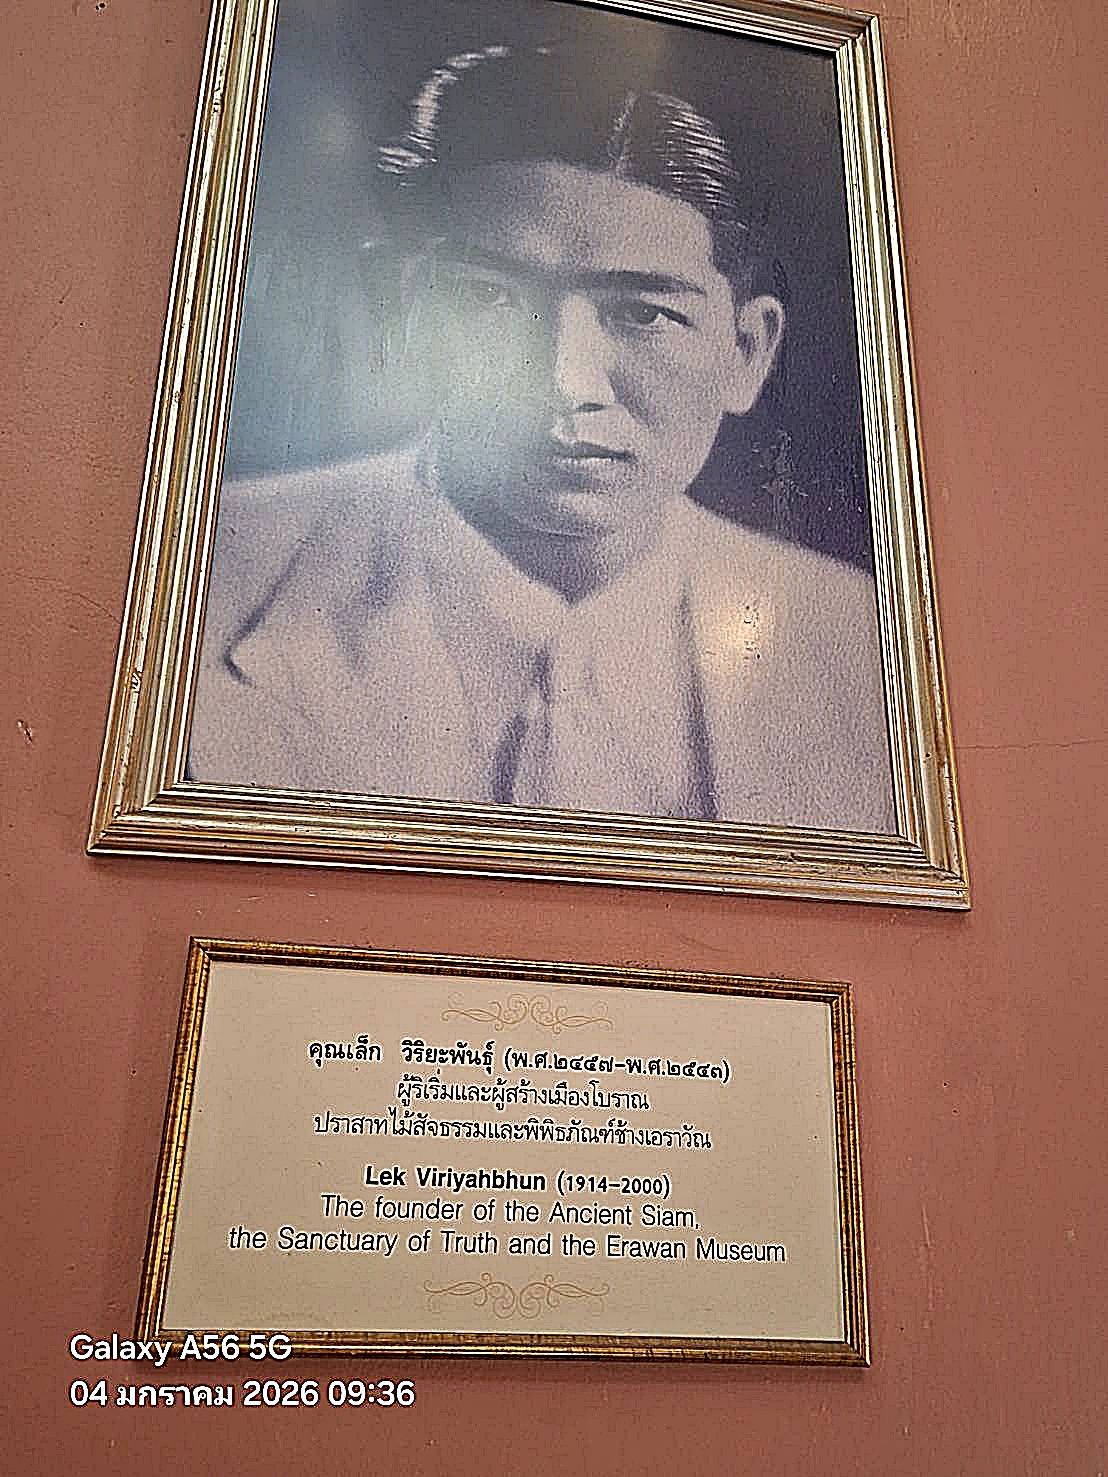 คุณเล็ก วิริยะพันธุ์ (พ.ศ.๒๔๕๗-พ.ศ.๒๕๔๓)
ผู้ริเริ่มและผู้สร้างเมืองโบราณ
ปราสาทไม้สัจธรรมและพิพิธภัณฑ์ช้างเอราวัณ
Lek Viriyahbhun (1914-2000)
The founder of the Ancient Siam,
the Sanctuary of Truth and the Erawan Museum
Galaxy A56 5G
04 มกราคม 2026 09:36